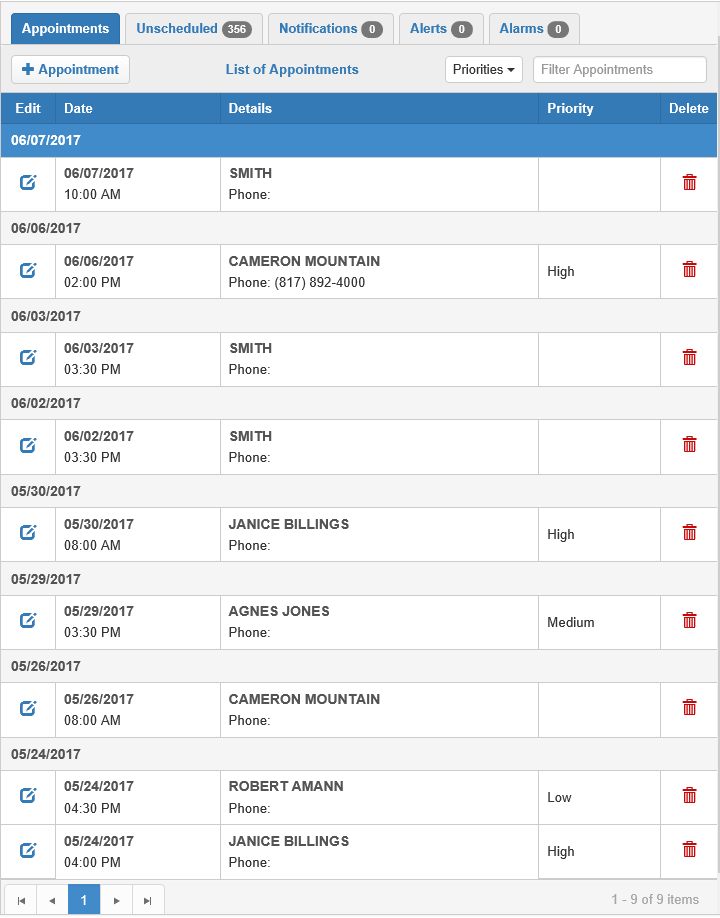 Appointments Unscheduled 356 Notifications 0 Alerts 0 Alarms 0
Appointment List of Appointments Priorities Filter Appointments
Edit Date Details Priority Delete
06/07/2017
06/07/2017 SMITH
10:00 AM Phone:
06/06/2017
06/06/2017 CAMERON MOUNTAIN
High
02:00 PM Phone: (817) 892-4000
06/03/2017
06/03/2017 SMITH
03:30 PM Phone:
06/02/2017
06/02/2017 SMITH
03:30 PM Phone:
05/30/2017
05/30/2017 JANICE BILLINGS
High
08:00 AM Phone:
05/29/2017
05/29/2017 AGNES JONES
Medium
03:30 PM Phone:
05/26/2017
05/26/2017 CAMERON MOUNTAIN
08:00 AM Phone:
05/24/2017
05/24/2017 ROBERT AMANN
Low
04:30 PM Phone:
05/24/2017 JANICE BILLINGS
High
04:00 PM Phone:
1 1 - 9 of 9 items